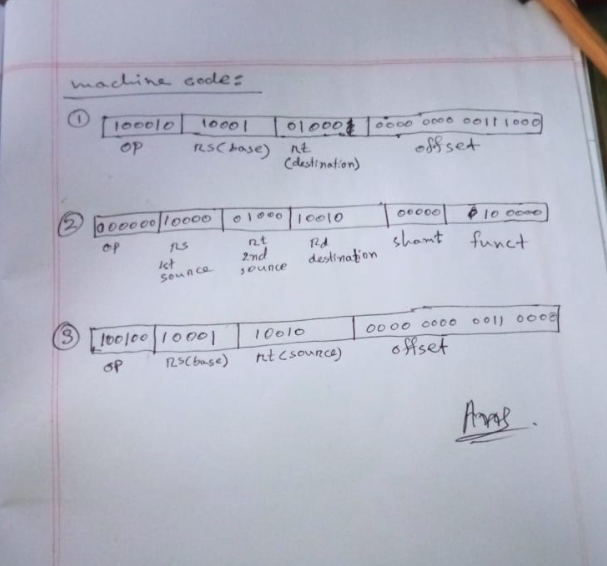 machine code:
① 100010 10001 01000 0000 0000 0011 1000
op Rs(base) rt offset
(destination)
② 000000 10000 01000 10010 00000 10 0000
op rs rt Rd shamt funct
1st 2nd destination
source source
③ 100100 10001 10010 0000 0000 0011 0000
op Rs(base) rt (source) offset